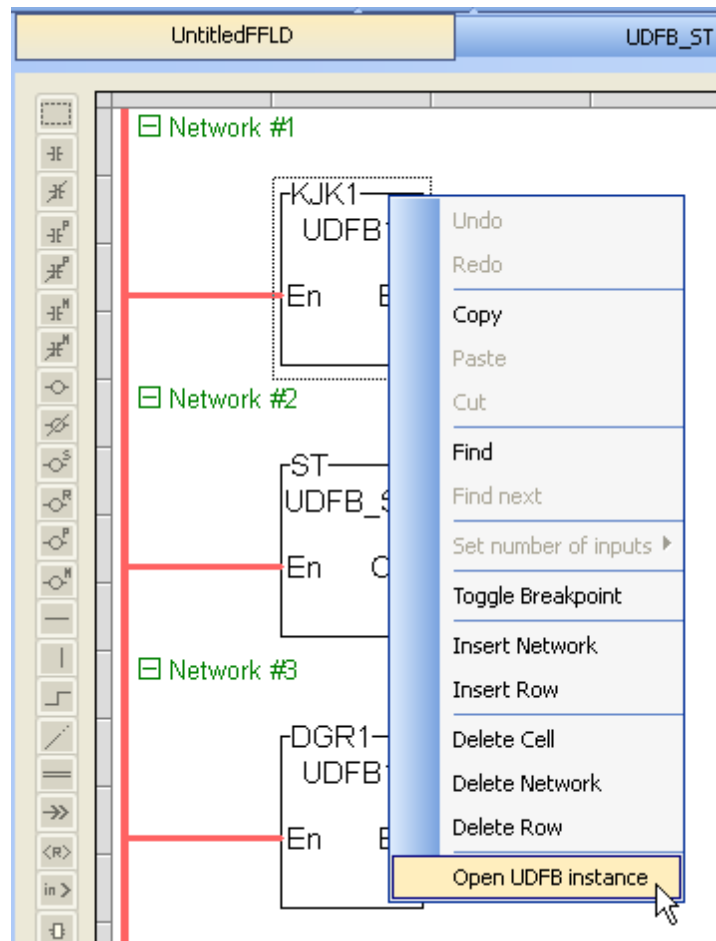 UntitledFFLD
UDFB_ST
Network #1
KJK1
UDFB1
En
Network #2
ST
UDFB_S
En
Network #3
DGR1
UDFB1
En
Undo
Redo
Copy
Paste
Cut
Find
Find next
Set number of inputs
Toggle Breakpoint
Insert Network
Insert Row
Delete Cell
Delete Network
Delete Row
Open UDFB instance
P
P
N
N
S
R
P
N
<R>
in >